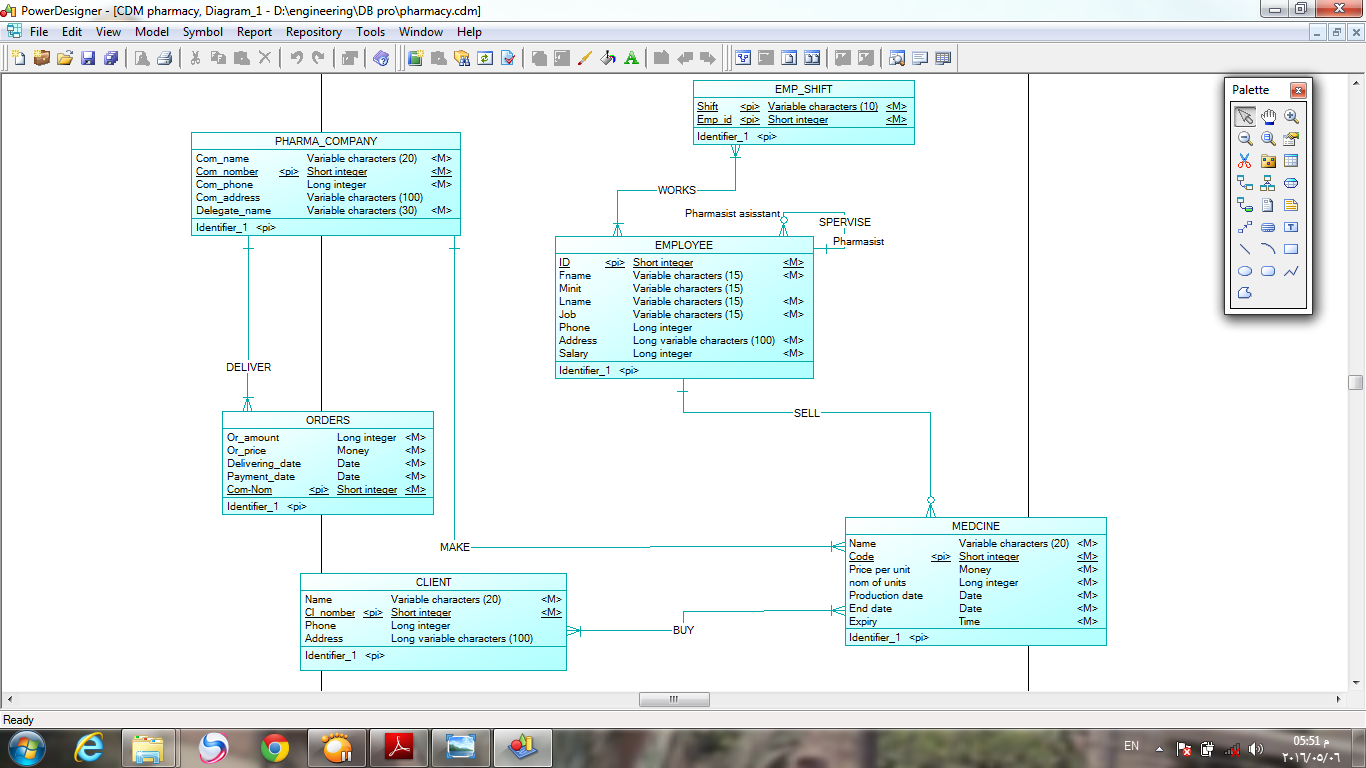 PowerDesigner - [CDM pharmacy, Diagram_1 - D:\engineering\DB pro\pharmacy.cdm]
File Edit View Model Symbol Report Repository Tools Window Help
EMP_SHIFT
Shift <pi> Variable characters (10) <M>
Emp_id <pi> Short integer <M>
Identifier_1 <pi>
Palette
PHARMA_COMPANY
Com_name Variable characters (20) <M>
Com_nomber <pi> Short integer <M>
Com_phone Long integer <M>
Com_address Variable characters (100)
Delegate_name Variable characters (30) <M>
Identifier_1 <pi>
WORKS
Pharmasist asisstant
SPERVISE
Pharmasist
EMPLOYEE
ID <pi> Short integer <M>
Fname Variable characters (15) <M>
Minit Variable characters (15)
Lname Variable characters (15) <M>
Job Variable characters (15) <M>
Phone Long integer
Address Long variable characters (100) <M>
Salary Long integer <M>
Identifier_1 <pi>
DELIVER
SELL
ORDERS
Or_amount Long integer <M>
Or_price Money <M>
Delivering_date Date <M>
Payment_date Date <M>
Com-Nom <pi> Short integer <M>
Identifier_1 <pi>
MAKE
MEDCINE
Name Variable characters (20) <M>
Code <pi> Short integer <M>
Price per unit Money <M>
nom of units Long integer <M>
Production date Date <M>
End date Date <M>
Expiry Time <M>
Identifier_1 <pi>
CLIENT
Name Variable characters (20) <M>
Cl_nomber <pi> Short integer <M>
Phone Long integer
Address Long variable characters (100)
Identifier_1 <pi>
BUY
Ready
EN
05:51 م
٢٠١٦/٠٥/٠٦